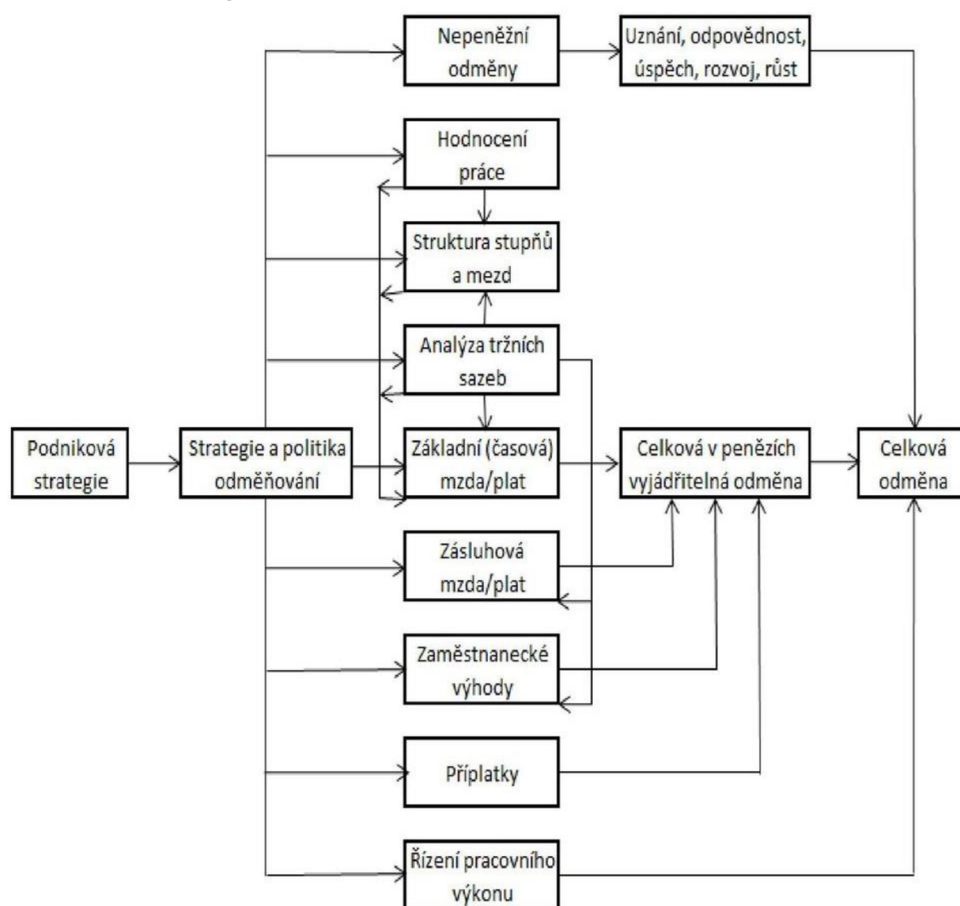 Nepeněžní
odměny
Uznání, odpovědnost,
úspěch, rozvoj, růst
Hodnocení
práce
Struktura stupňů
a mezd
Analýza tržních
sazeb
Podniková
strategie
Strategie a politika
odměňování
Základní (časová)
mzda/plat
Celková v penězích
vyjádřitelná odměna
Celková
odměna
Zásluhová
mzda/plat
Zaměstnanecké
výhody
Příplatky
Řízení pracovního
výkonu